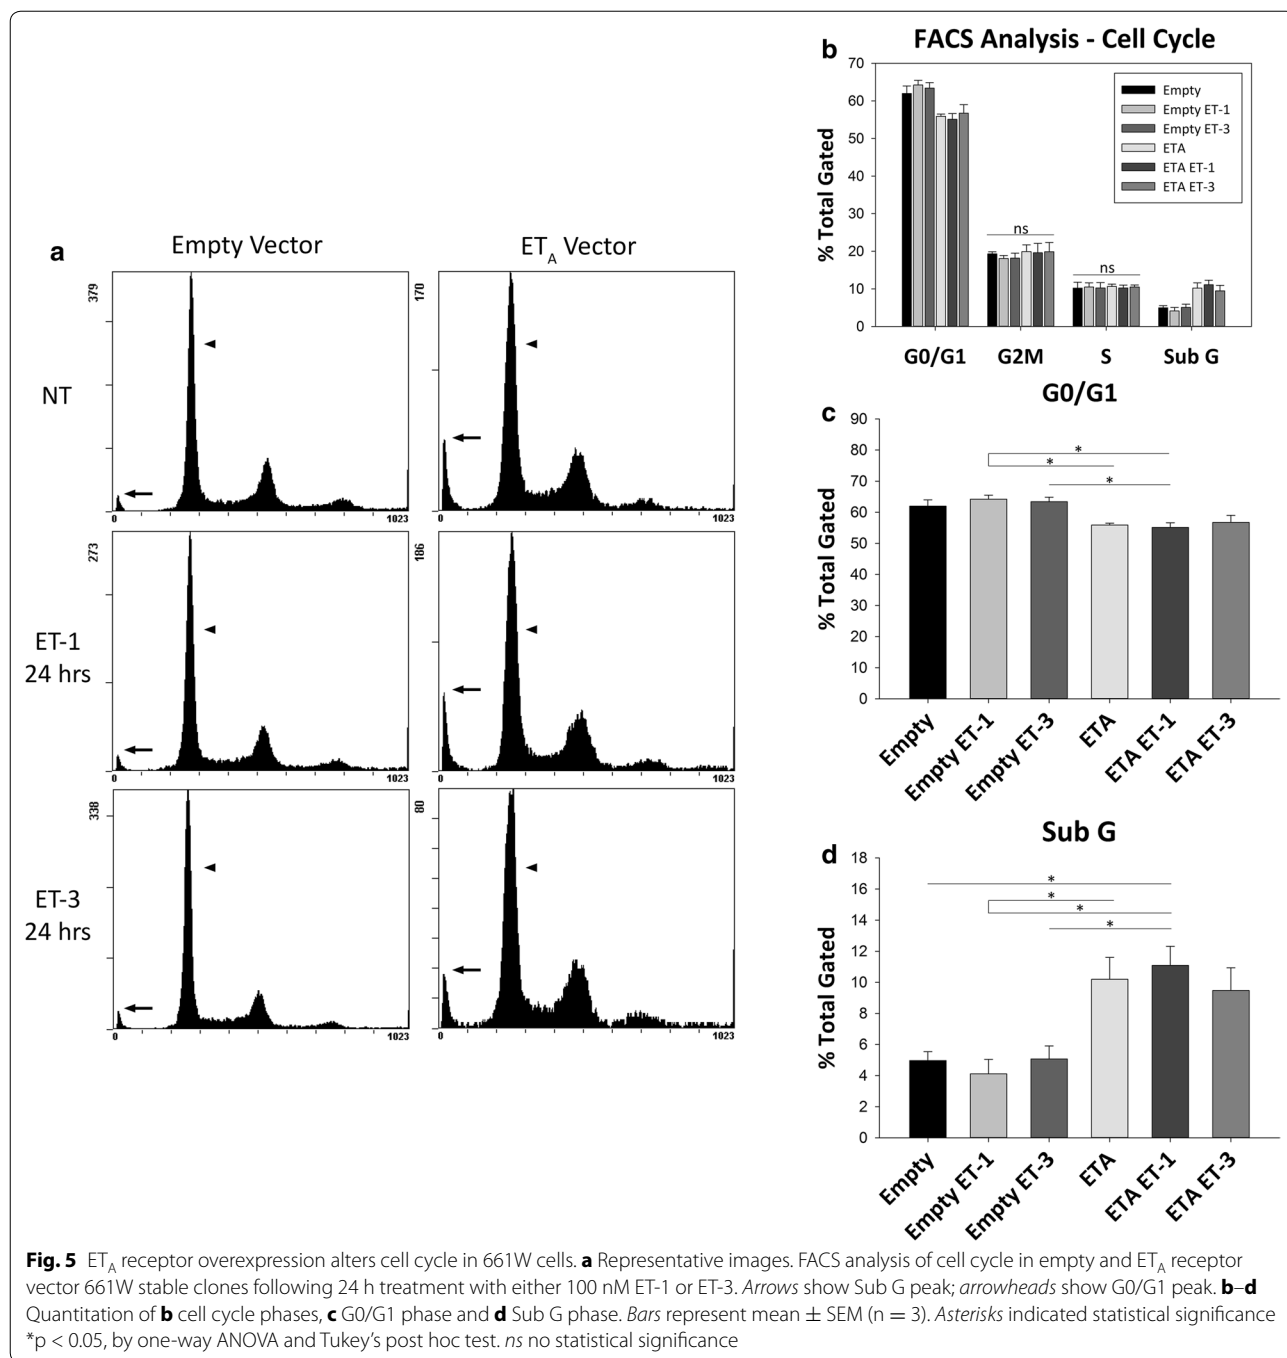 a
Empty Vector
ET_A Vector
NT
379
0
1023
170
0
1023
ET-1
24 hrs
273
0
1023
186
0
1023
ET-3
24 hrs
338
0
1023
80
0
1023
b
FACS Analysis - Cell Cycle
% Total Gated
70
60
50
40
30
20
10
0
Empty
Empty ET-1
Empty ET-3
ETA
ETA ET-1
ETA ET-3
ns
ns
G0/G1 G2M S Sub G
c
G0/G1
% Total Gated
90
80
70
60
50
40
30
20
10
0
*
*
*
Empty
Empty ET-1
Empty ET-3
ETA
ETA ET-1
ETA ET-3
d
Sub G
% Total Gated
18
16
14
12
10
8
6
4
2
0
*
*
*
*
Empty
Empty ET-1
Empty ET-3
ETA
ETA ET-1
ETA ET-3
Fig. 5 ET_A receptor overexpression alters cell cycle in 661W cells. a Representative images. FACS analysis of cell cycle in empty and ET_A receptor
vector 661W stable clones following 24 h treatment with either 100 nM ET-1 or ET-3. Arrows show Sub G peak; arrowheads show G0/G1 peak. b–d
Quantitation of b cell cycle phases, c G0/G1 phase and d Sub G phase. Bars represent mean ± SEM (n = 3). Asterisks indicated statistical significance
*p < 0.05, by one-way ANOVA and Tukey's post hoc test. ns no statistical significance